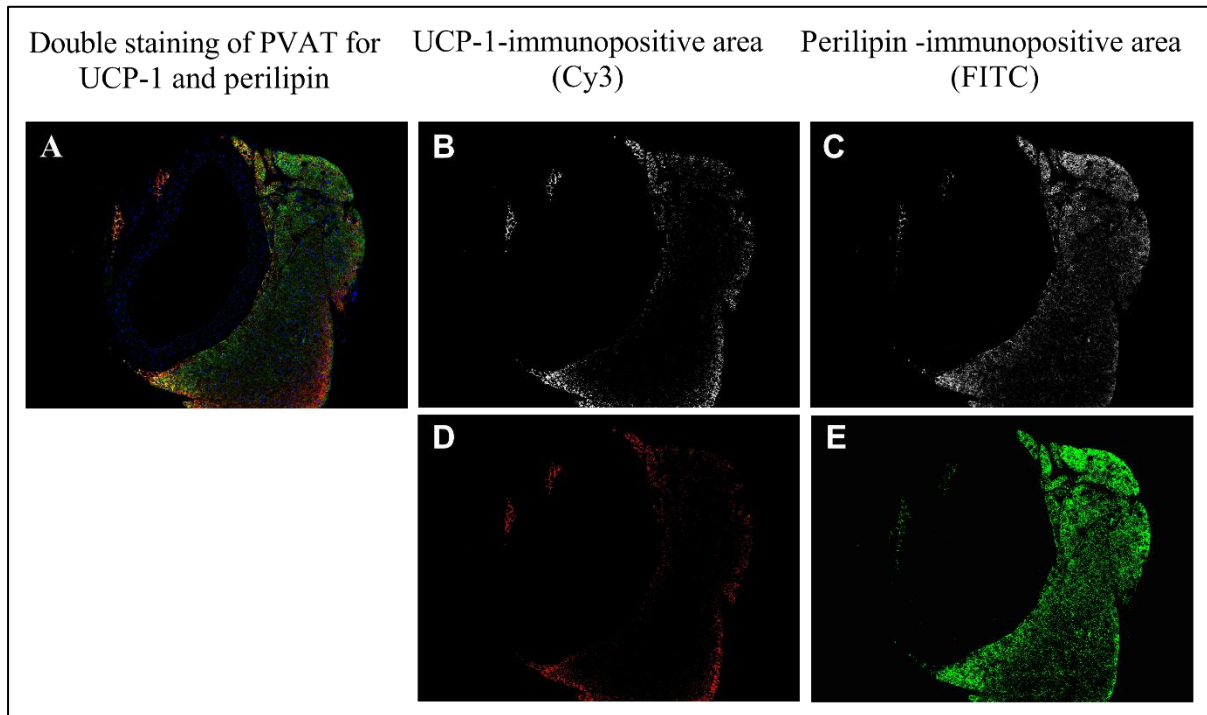 Double staining of PVAT for
UCP-1 and perilipin
UCP-1-immunopositive area
(Cy3)
Perilipin -immunopositive area
(FITC)
A
B
C
D
E